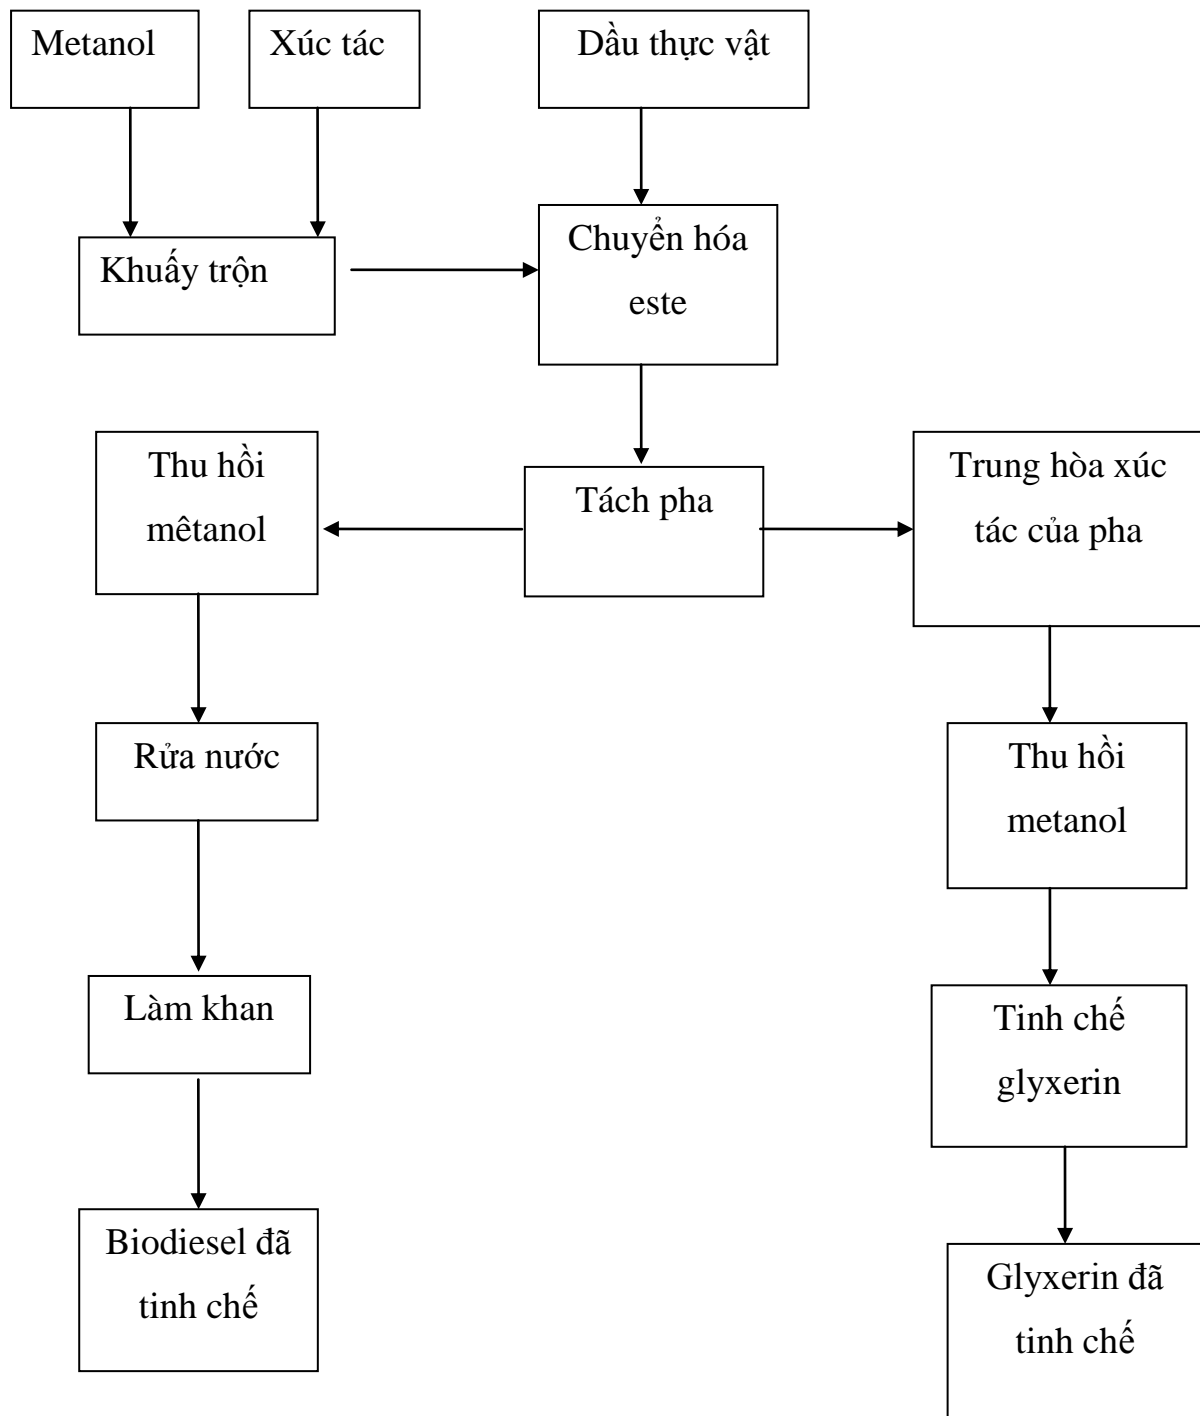 Metanol
Xúc tác
Dầu thực vật
Khuấy trộn
Chuyển hóa
este
Thu hồi
mêtanol
Tách pha
Trung hòa xúc
tác của pha
Rửa nước
Thu hồi
metanol
Làm khan
Tinh chế
glyxerin
Biodiesel đã
tinh chế
Glyxerin đã
tinh chế